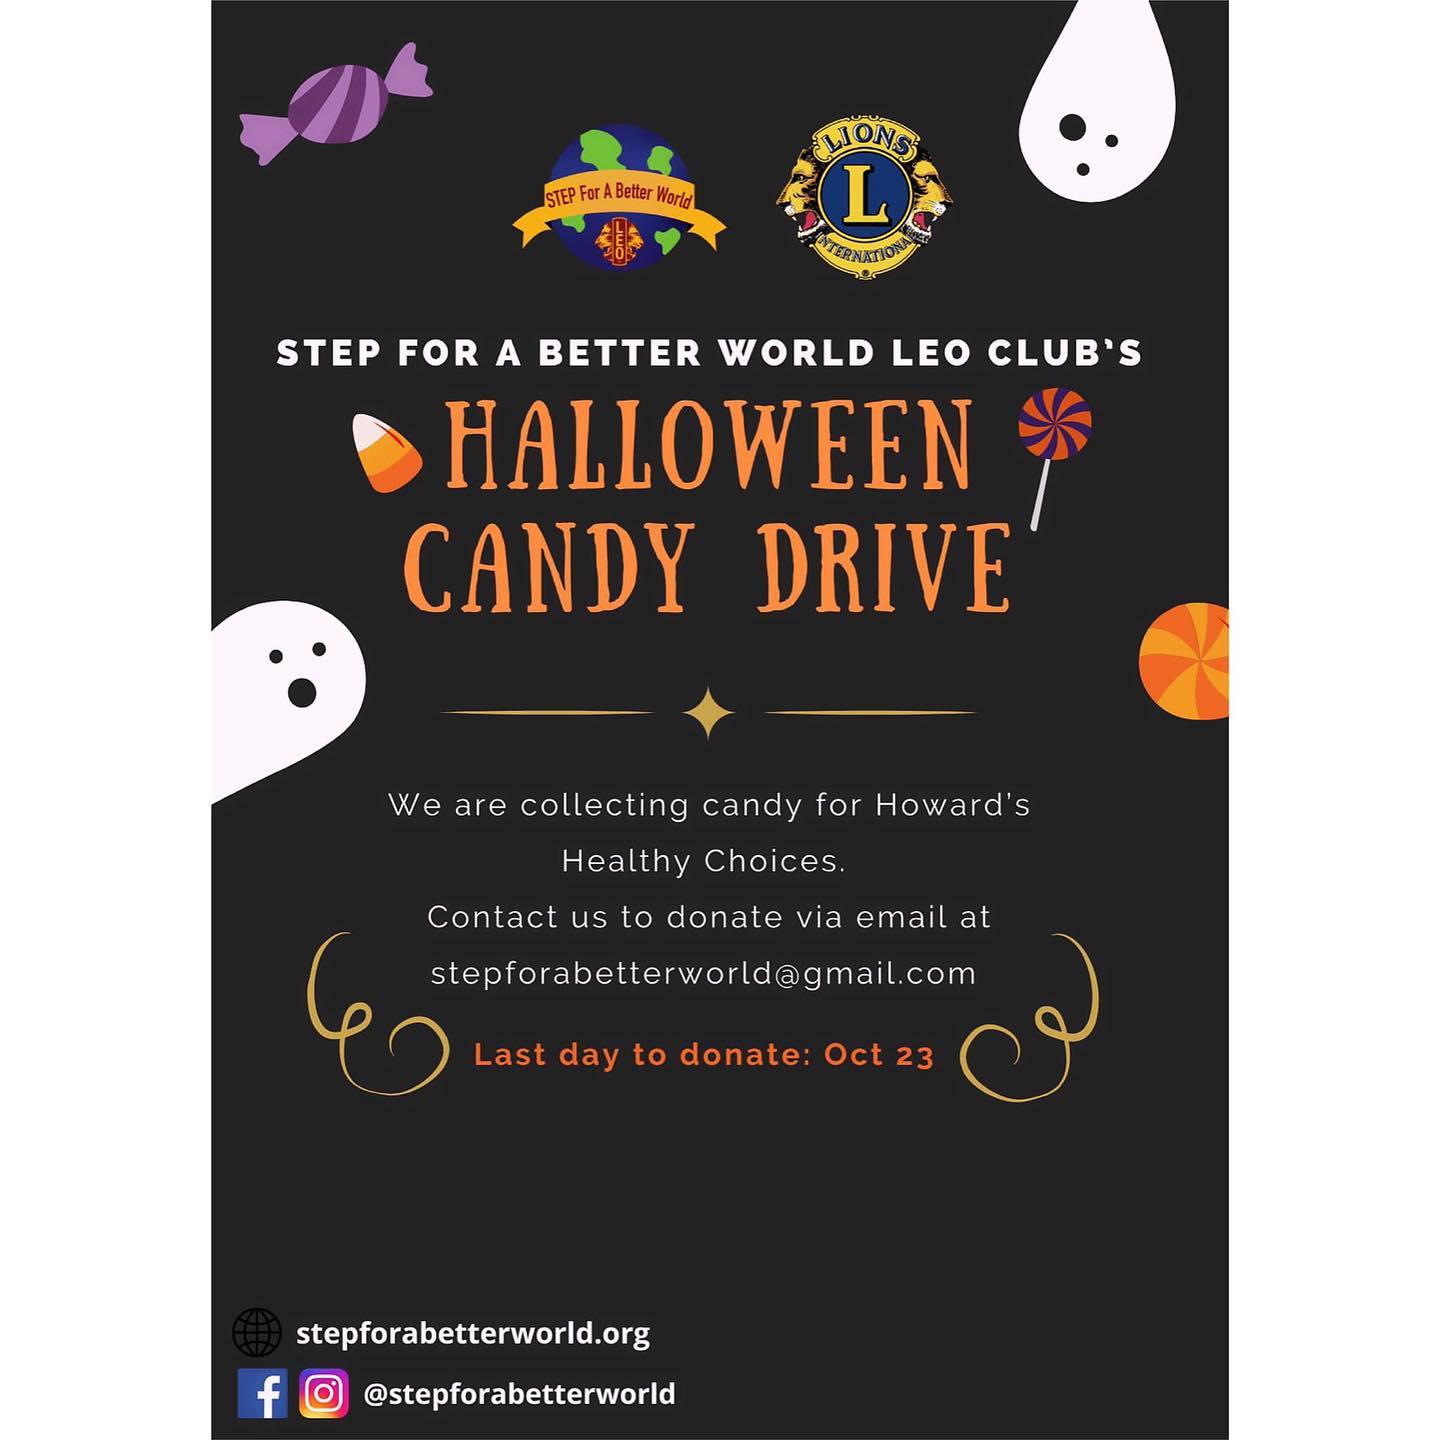 STEP For A Better World
LEO
LIONS
L
INTERNATIONAL
®
STEP FOR A BETTER WORLD LEO CLUB'S
HALLOWEEN
CANDY DRIVE
We are collecting candy for Howard's
Healthy Choices.
Contact us to donate via email at
stepforabetterworld@gmail.com
Last day to donate: Oct 23
stepforabetterworld.org
@stepforabetterworld